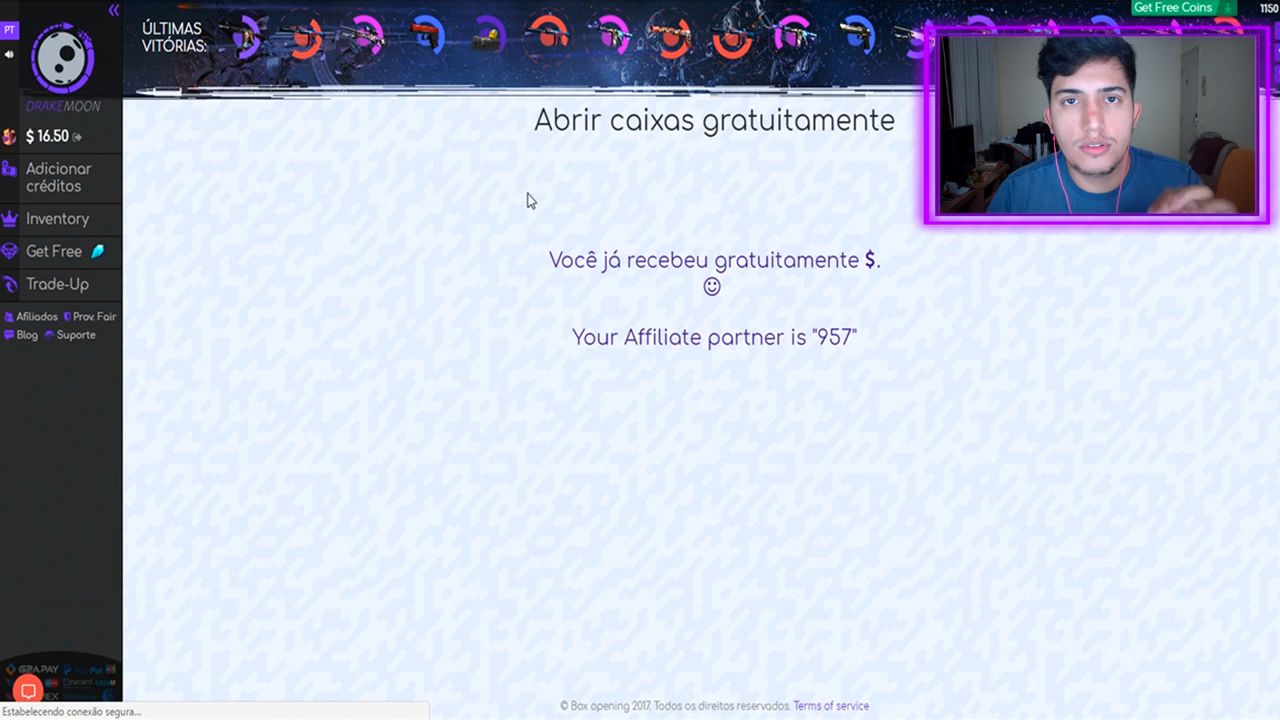 PT
DRAKEMOON
$ 16.50
Adicionar
créditos
Inventory
Get Free
Trade-Up
Afiliados Prov. Fair
Blog Suporte
G2A PAY PayPal
Estabelecendo conexão segura...
ÚLTIMAS
VITÓRIAS:
Get Free Coins
1150
Abrir caixas gratuitamente
Você já recebeu gratuitamente $.
Your Affiliate partner is "957"
© Box opening 2017. Todos os direitos reservados. Terms of service